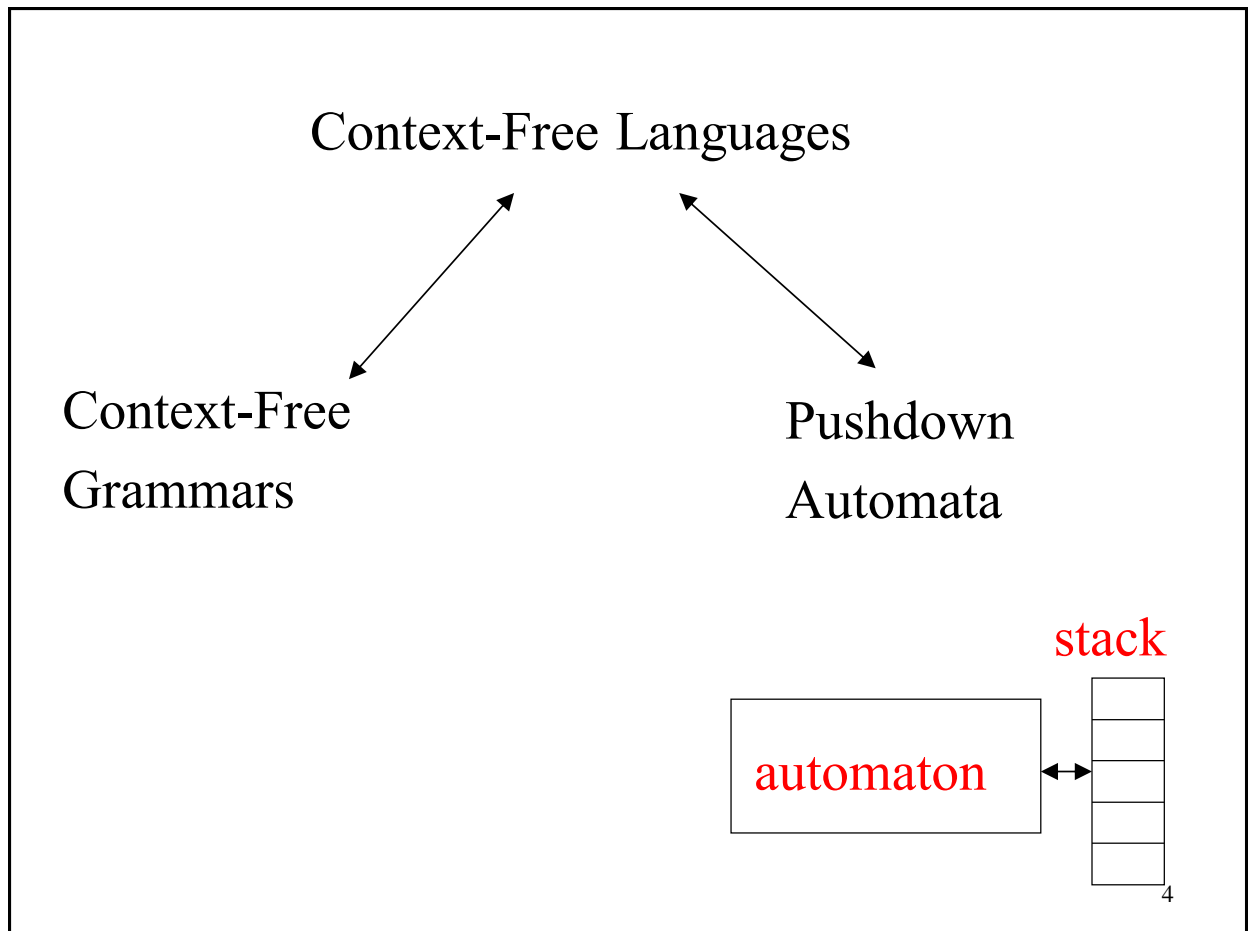 Context-Free Languages
Context-Free
Grammars
Pushdown
Automata
stack
automaton
4